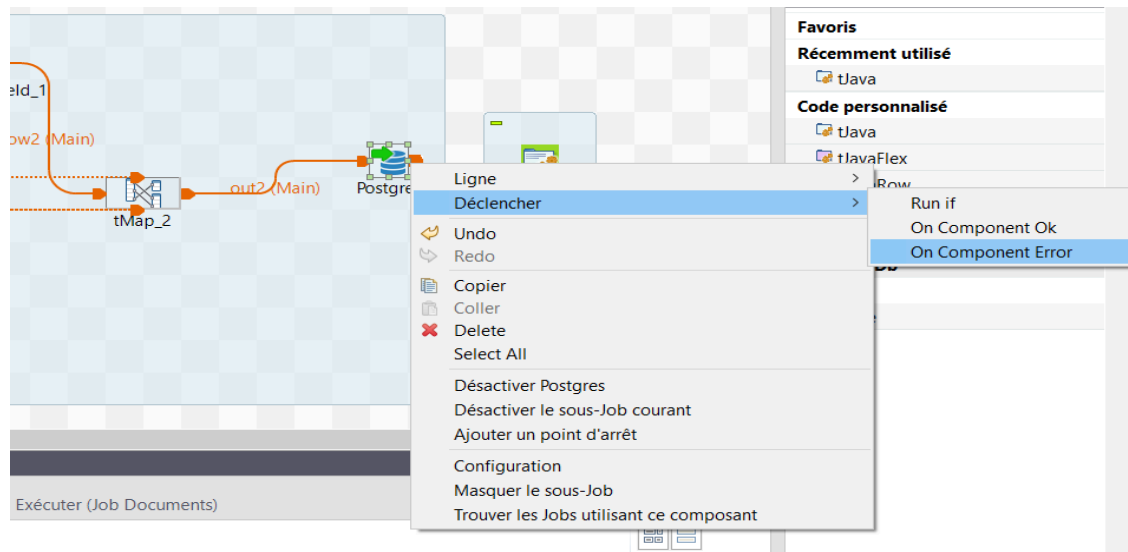 eld_1
ow2 (Main)
tMap_2
out2 (Main)
Postgre
Ligne
Déclencher
Undo
Redo
Copier
Coller
Delete
Select All
Désactiver Postgres
Désactiver le sous-Job courant
Ajouter un point d'arrêt
Configuration
Masquer le sous-Job
Trouver les Jobs utilisant ce composant
Run if
On Component Ok
On Component Error
Favoris
Récemment utilisé
tJava
Code personnalisé
tJava
tJavaFlex
Row
Exécuter (Job Documents)